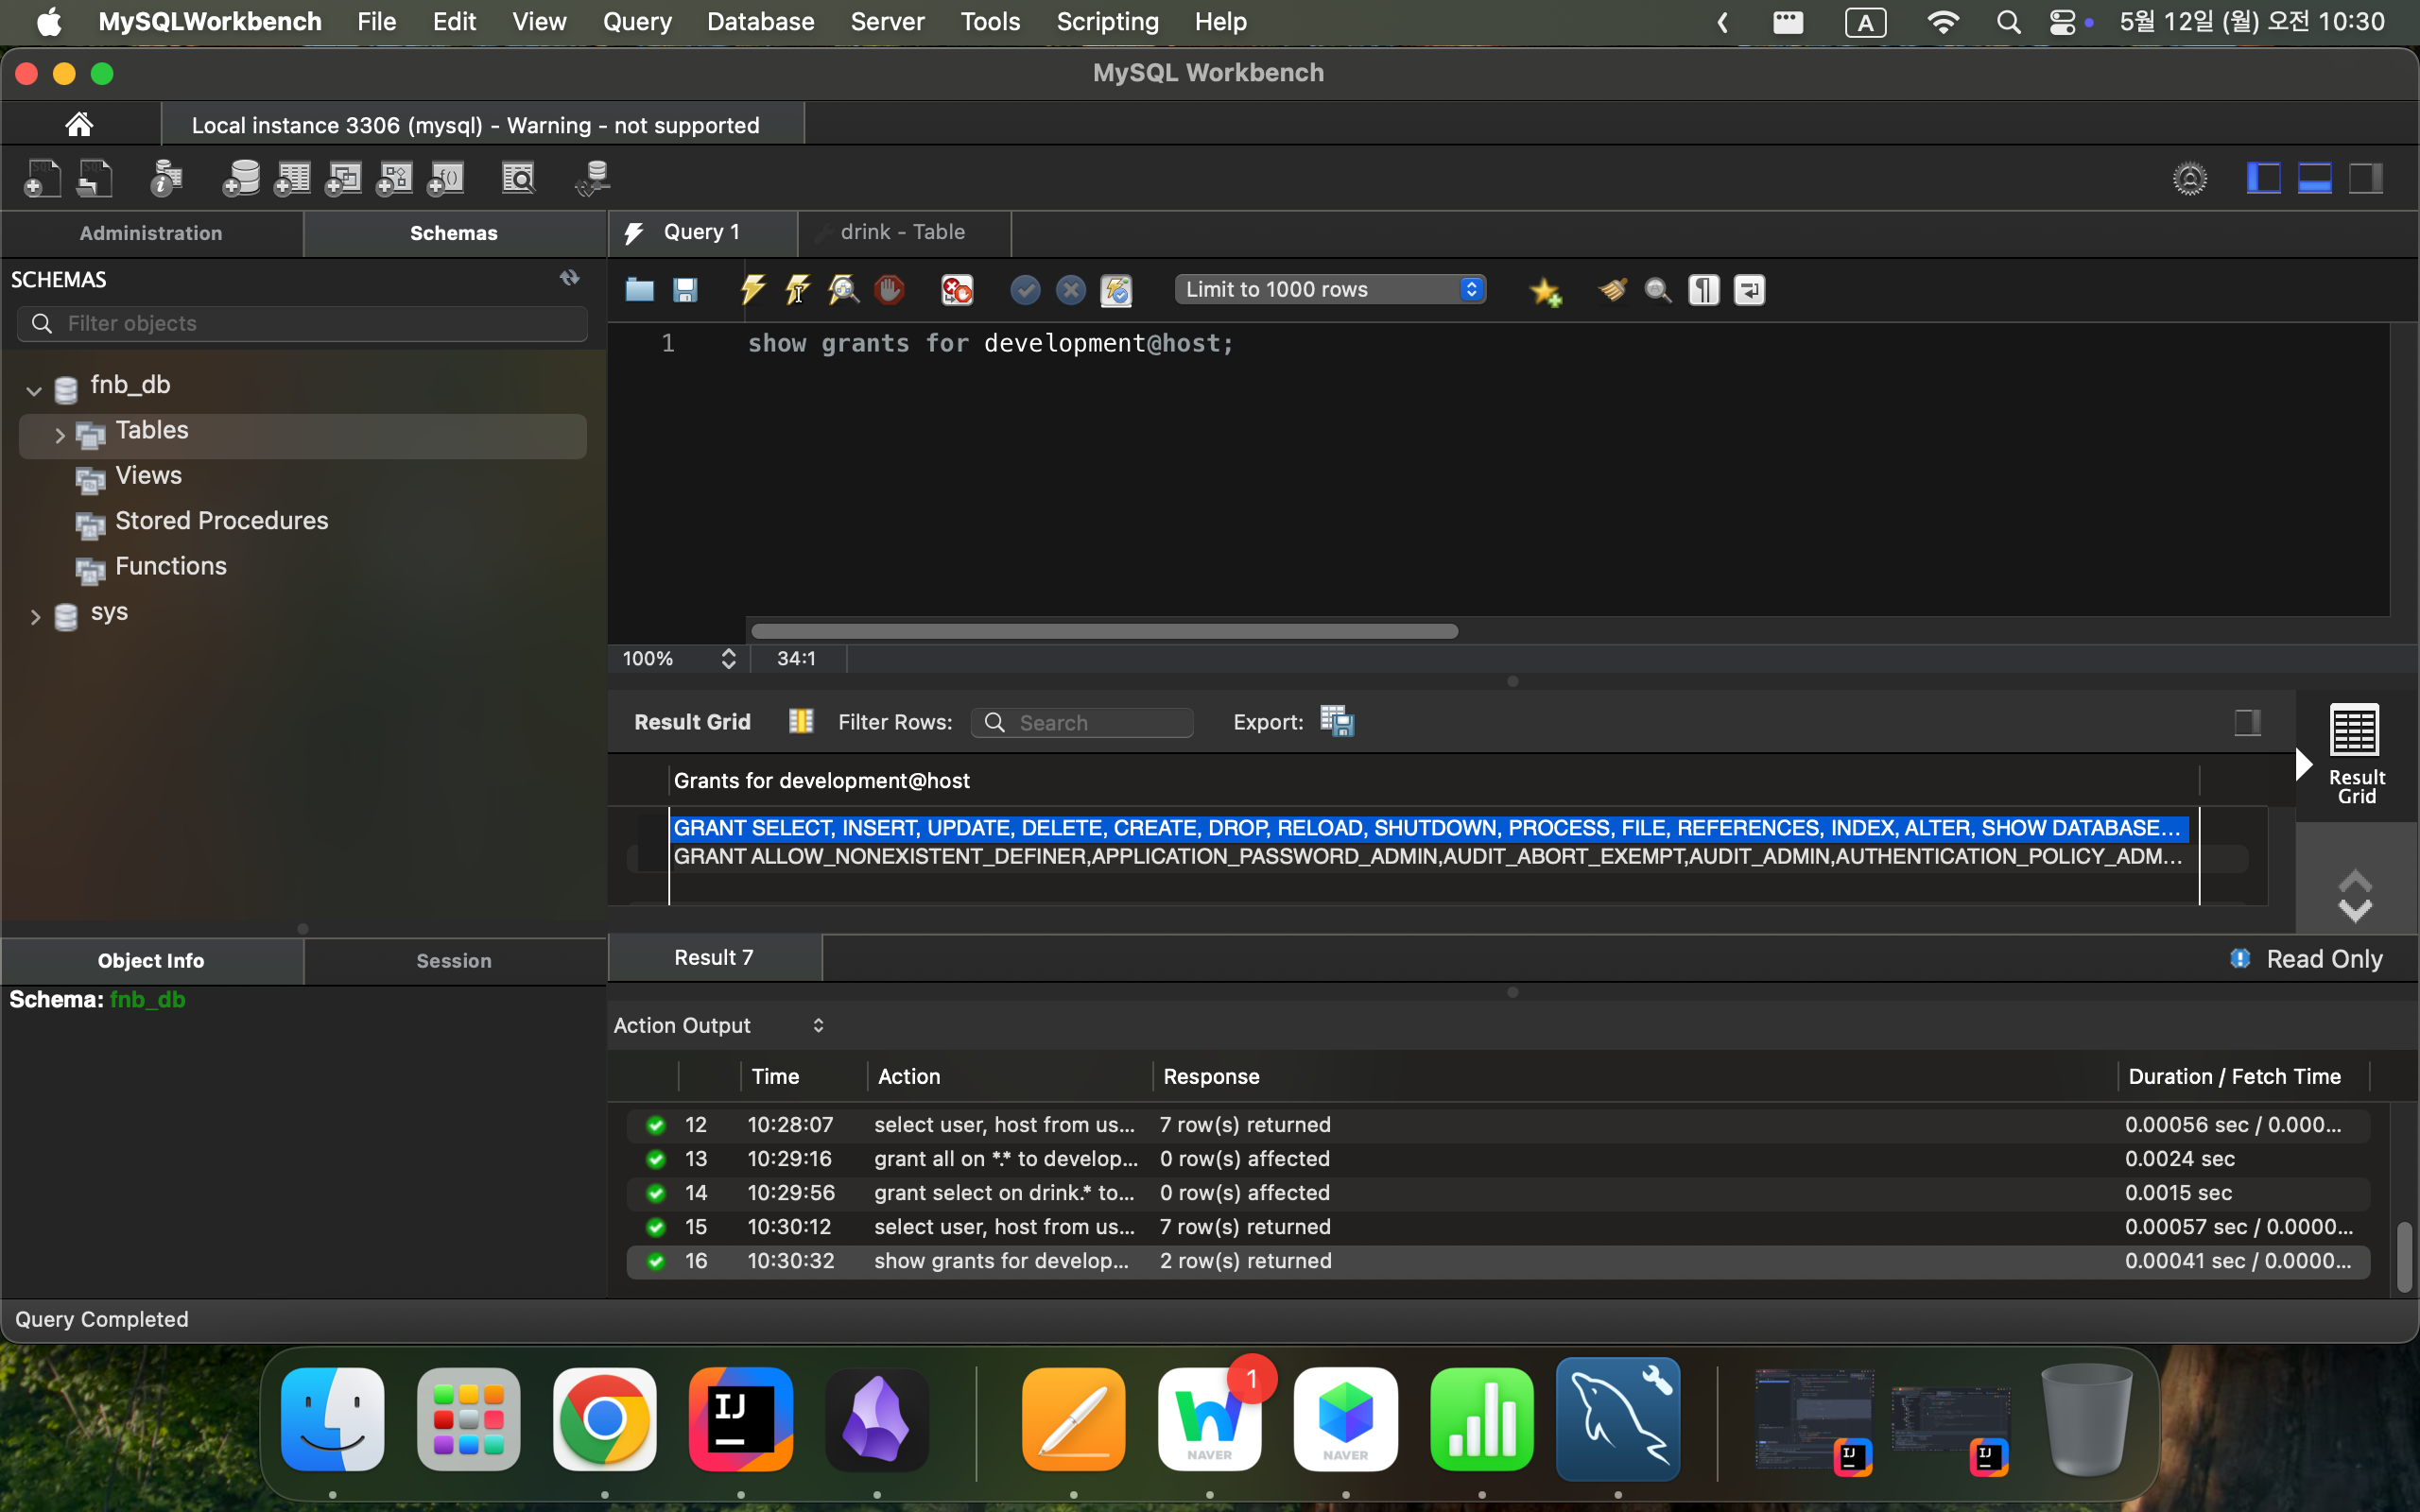 MySQLWorkbench File Edit View Query Database Server Tools Scripting Help A 5월 12일 (월) 오전 10:30
MySQL Workbench
Local instance 3306 (mysql) - Warning - not supported
Administration Schemas
Query 1 drink - Table
SCHEMAS
Filter objects
Limit to 1000 rows
1 show grants for development@host;
fnb_db
Tables
Views
Stored Procedures
Functions
sys
100% 34:1
Result Grid Filter Rows: Search Export:
Result
Grid
Grants for development@host
GRANT SELECT, INSERT, UPDATE, DELETE, CREATE, DROP, RELOAD, SHUTDOWN, PROCESS, FILE, REFERENCES, INDEX, ALTER, SHOW DATABASE...
GRANT ALLOW_NONEXISTENT_DEFINER,APPLICATION_PASSWORD_ADMIN,AUDIT_ABORT_EXEMPT,AUDIT_ADMIN,AUTHENTICATION_POLICY_ADM...
Result 7 Read Only
Object Info Session
Schema: fnb_db
Action Output
Time Action Response Duration / Fetch Time
12 10:28:07 select user, host from us... 7 row(s) returned 0.00056 sec / 0.000...
13 10:29:16 grant all on *.* to develop... 0 row(s) affected 0.0024 sec
14 10:29:56 grant select on drink.* to... 0 row(s) affected 0.0015 sec
15 10:30:12 select user, host from us... 7 row(s) returned 0.00057 sec / 0.0000...
16 10:30:32 show grants for develop... 2 row(s) returned 0.00041 sec / 0.0000...
Query Completed
IJ
W
NAVER
1
NAVER
IJ
IJ